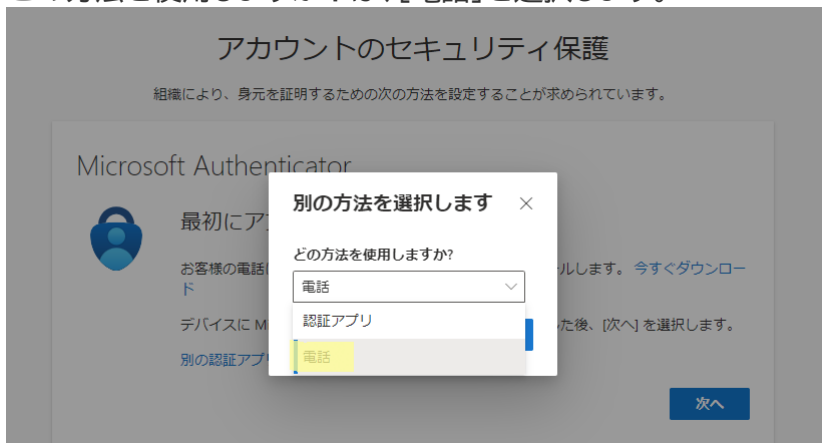 アカウントのセキュリティ保護
組織により、身元を証明するための次の方法を設定することが求められています。
Microsoft Authenticator
別の方法を選択します
最初にア
どの方法を使用しますか?
お客様の電話
ルします。今すぐダウンロー
ド
電話
認証アプリ
デバイスに M
た後、[次へ] を選択します。
別の認証アプ
電話
次へ